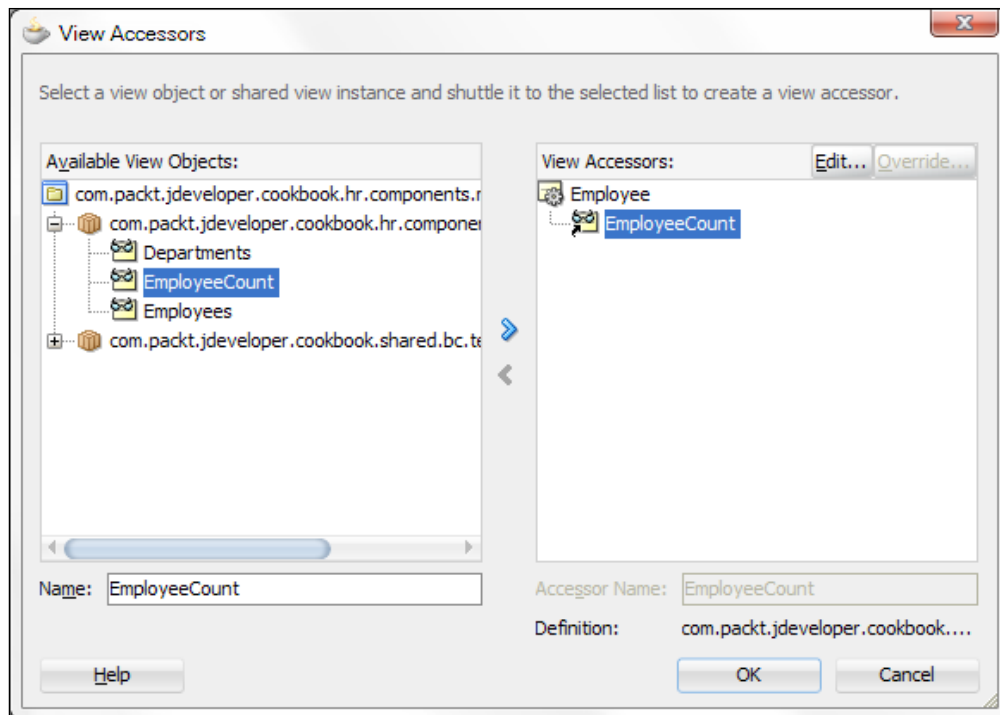 View Accessors
Select a view object or shared view instance and shuttle it to the selected list to create a view accessor.
Available View Objects:
com.packt.jdeveloper.cookbook.hr.components.r
com.packt.jdeveloper.cookbook.hr.componer
Departments
EmployeeCount
Employees
com.packt.jdeveloper.cookbook.shared.bc.te
View Accessors:
Edit... Override...
Employee
EmployeeCount
Name: EmployeeCount
Accessor Name: EmployeeCount
Definition: com.packt.jdeveloper.cookbook....
Help
OK
Cancel